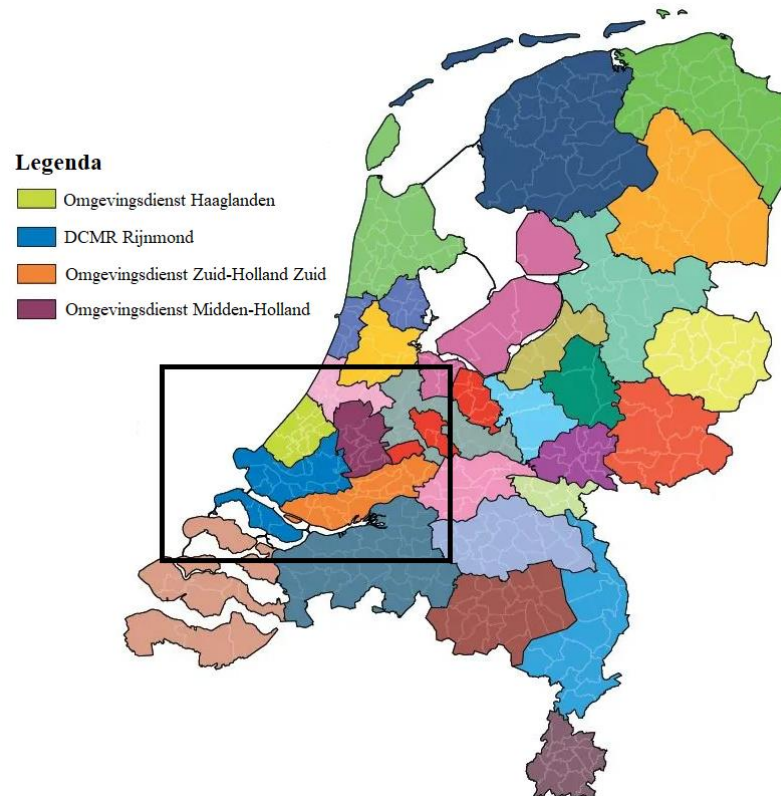 Legenda
Omgevingsdienst Haaglanden
DCMR Rijnmond
Omgevingsdienst Zuid-Holland Zuid
Omgevingsdienst Midden-Holland